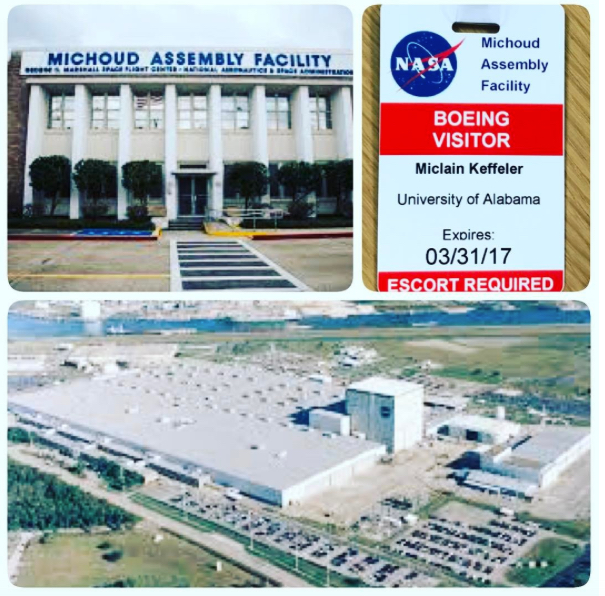 MICHOUD ASSEMBLY FACILITY
GEORGE C. MARSHALL SPACE FLIGHT CENTER · NATIONAL AERONAUTICS & SPACE ADMINISTRATION
NASA
Michoud
Assembly
Facility
BOEING
VISITOR
Miclain Keffeler
University of Alabama
Expires:
03/31/17
ESCORT REQUIRED